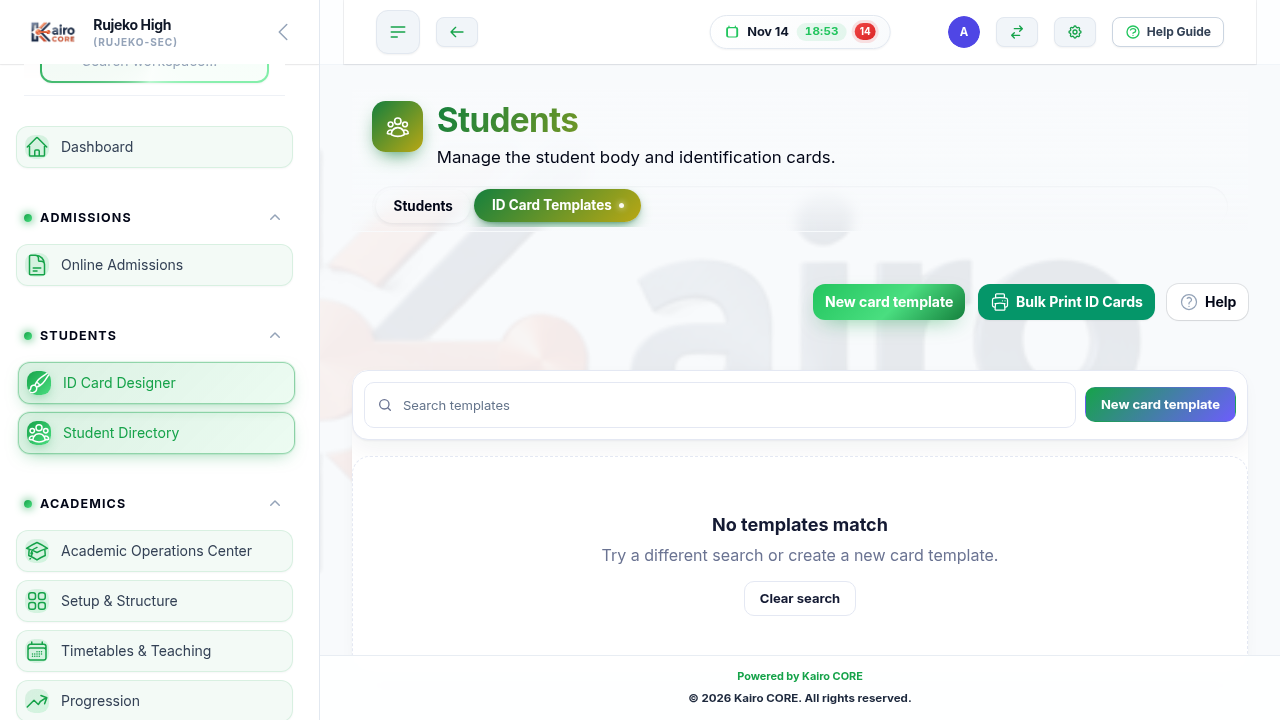 Kairo
CORE
Rujeko High
(RUJEKO-SEC)
Search workspace...
Dashboard
ADMISSIONS
Online Admissions
STUDENTS
ID Card Designer
Student Directory
ACADEMICS
Academic Operations Center
Setup & Structure
Timetables & Teaching
Progression
Nov 14
18:53
14
A
Help Guide
Students
Manage the student body and identification cards.
Students
ID Card Templates
Kairo
New card template
Bulk Print ID Cards
Help
Search templates
New card template
No templates match
Try a different search or create a new card template.
Clear search
Powered by Kairo CORE
© 2026 Kairo CORE. All rights reserved.